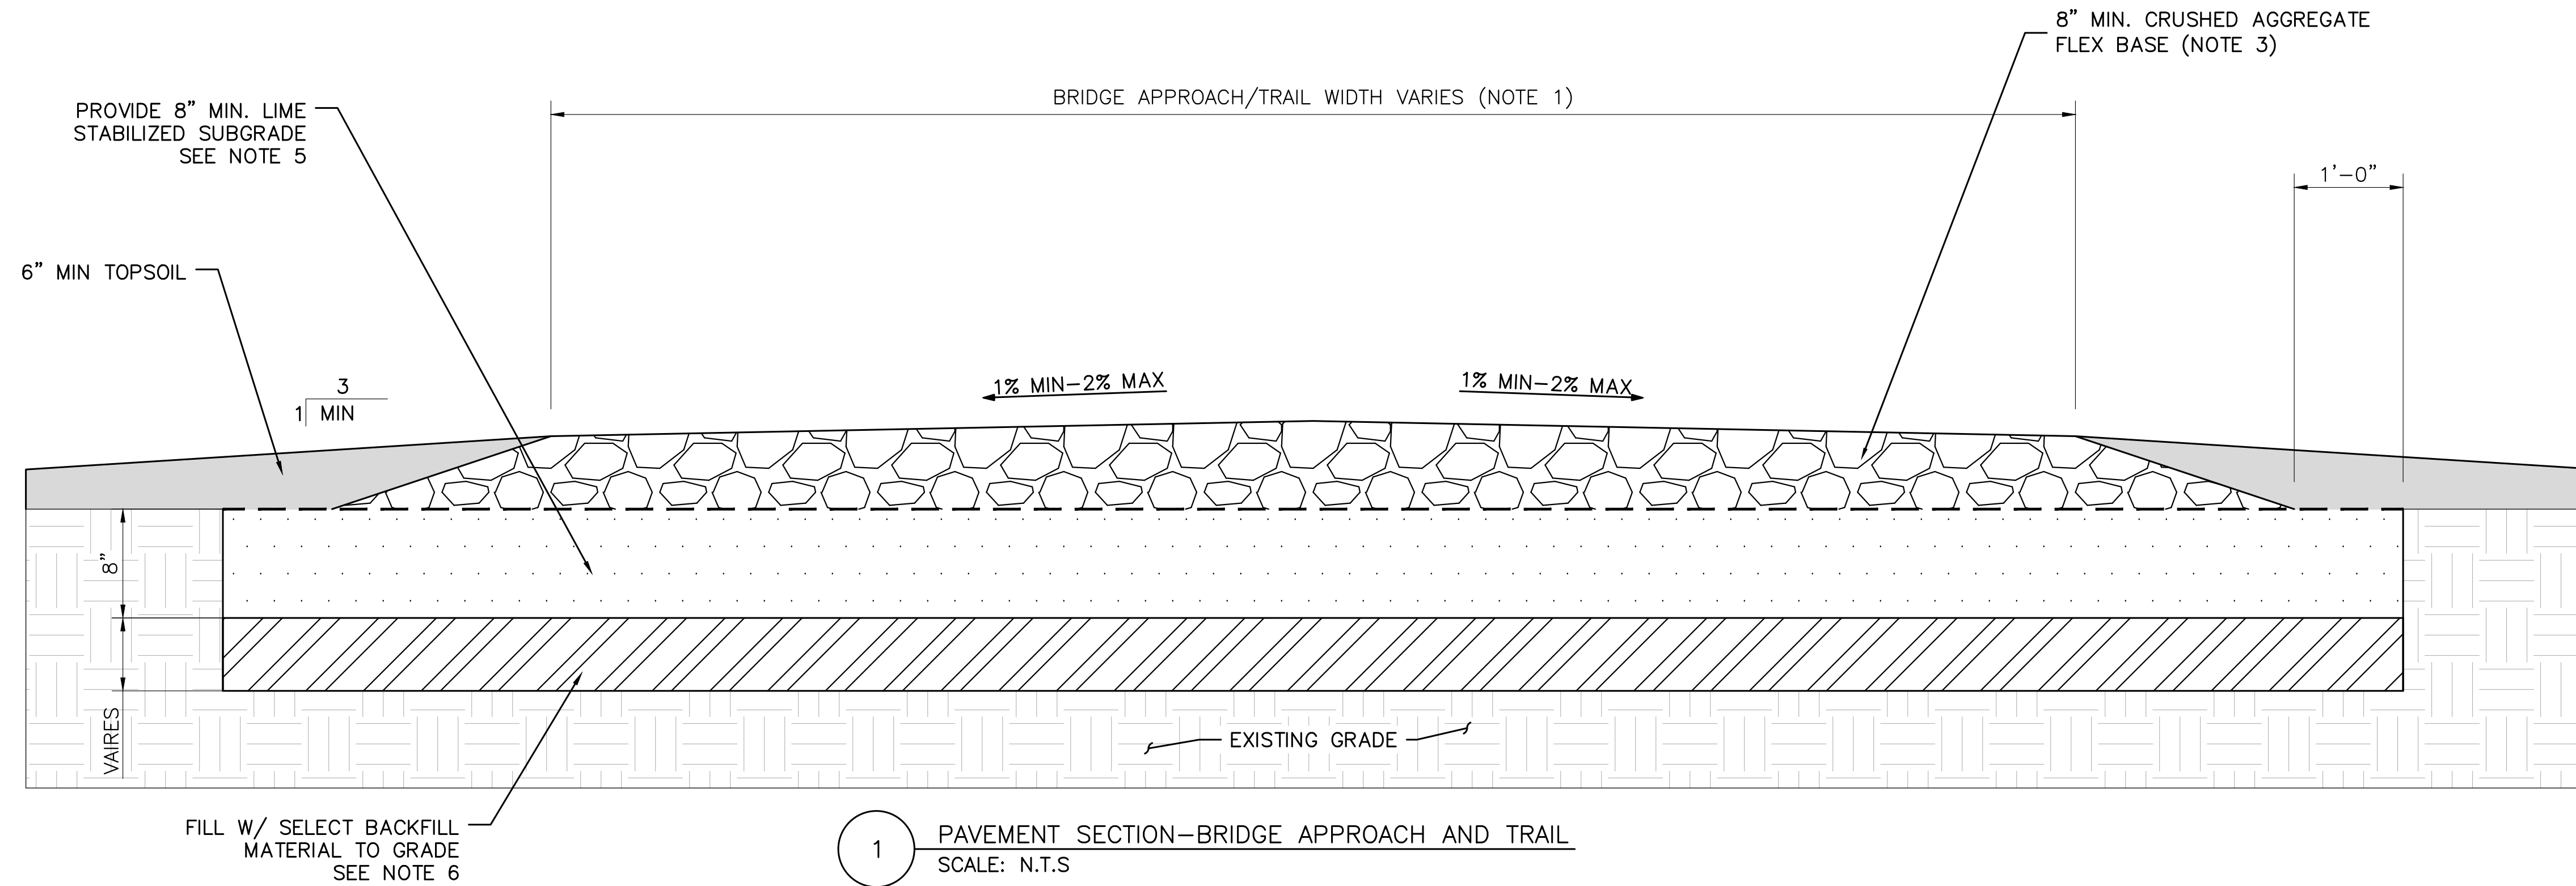 8" MIN. CRUSHED AGGREGATE
FLEX BASE (NOTE 3)
BRIDGE APPROACH/TRAIL WIDTH VARIES (NOTE 1)
PROVIDE 8" MIN. LIME
STABILIZED SUBGRADE
SEE NOTE 5
1'-0"
6" MIN TOPSOIL
3
1 MIN
1% MIN-2% MAX
1% MIN-2% MAX
8"
VAIRES
EXISTING GRADE
FILL W/ SELECT BACKFILL
MATERIAL TO GRADE
SEE NOTE 6
1
PAVEMENT SECTION-BRIDGE APPROACH AND TRAIL
SCALE: N.T.S